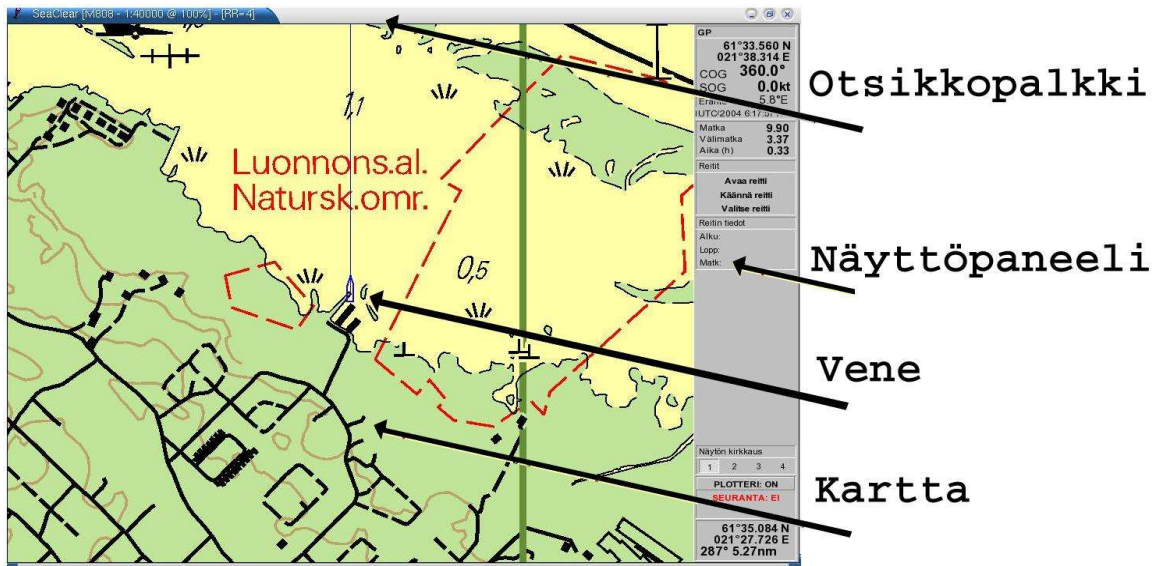 SeaClear [M808 - 1:40000 @ 100%] - [RR-4]
1,1
Luonnons.al.
Natursk.omr.
0,5
GP
61°33.560 N
021°38.314 E
COG 360.0°
SOG 0.0kt
5.8°E
Matka 9.90
Välimatka 3.37
Aika (h) 0.33
Reitit
Avaa reitti
Käännä reitti
Valitse reitti
Reitin tiedot
Alku:
Lopp:
Matk:
Näytön kirkkaus
1 2 3 4
PLOTTERI: ON
SEURANTA: EI
61°35.084 N
021°27.726 E
287° 5.27nm
Otsikkopalkki
Näyttöpaneeli
Vene
Kartta